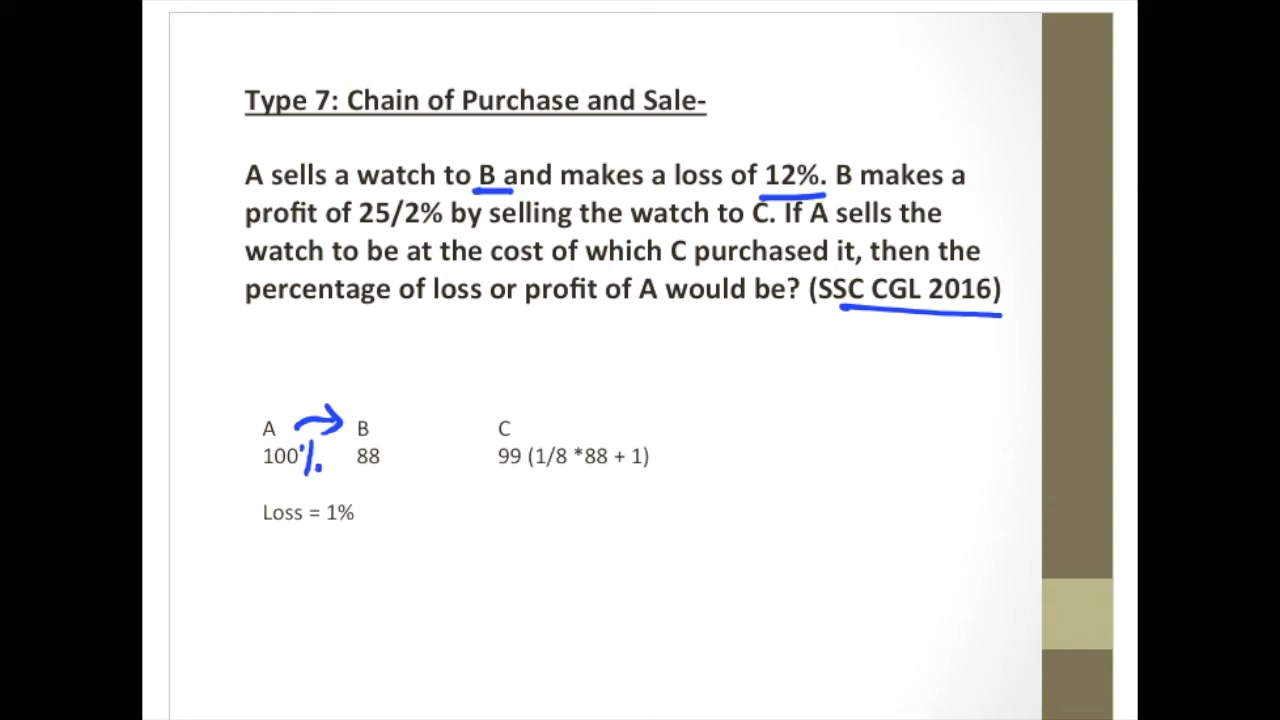 Type 7: Chain of Purchase and Sale-
A sells a watch to B and makes a loss of 12%. B makes a
profit of 25/2% by selling the watch to C. If A sells the
watch to be at the cost of which C purchased it, then the
percentage of loss or profit of A would be? (SSC CGL 2016)
A B C
100% 88 99 (1/8 *88 + 1)
Loss = 1%